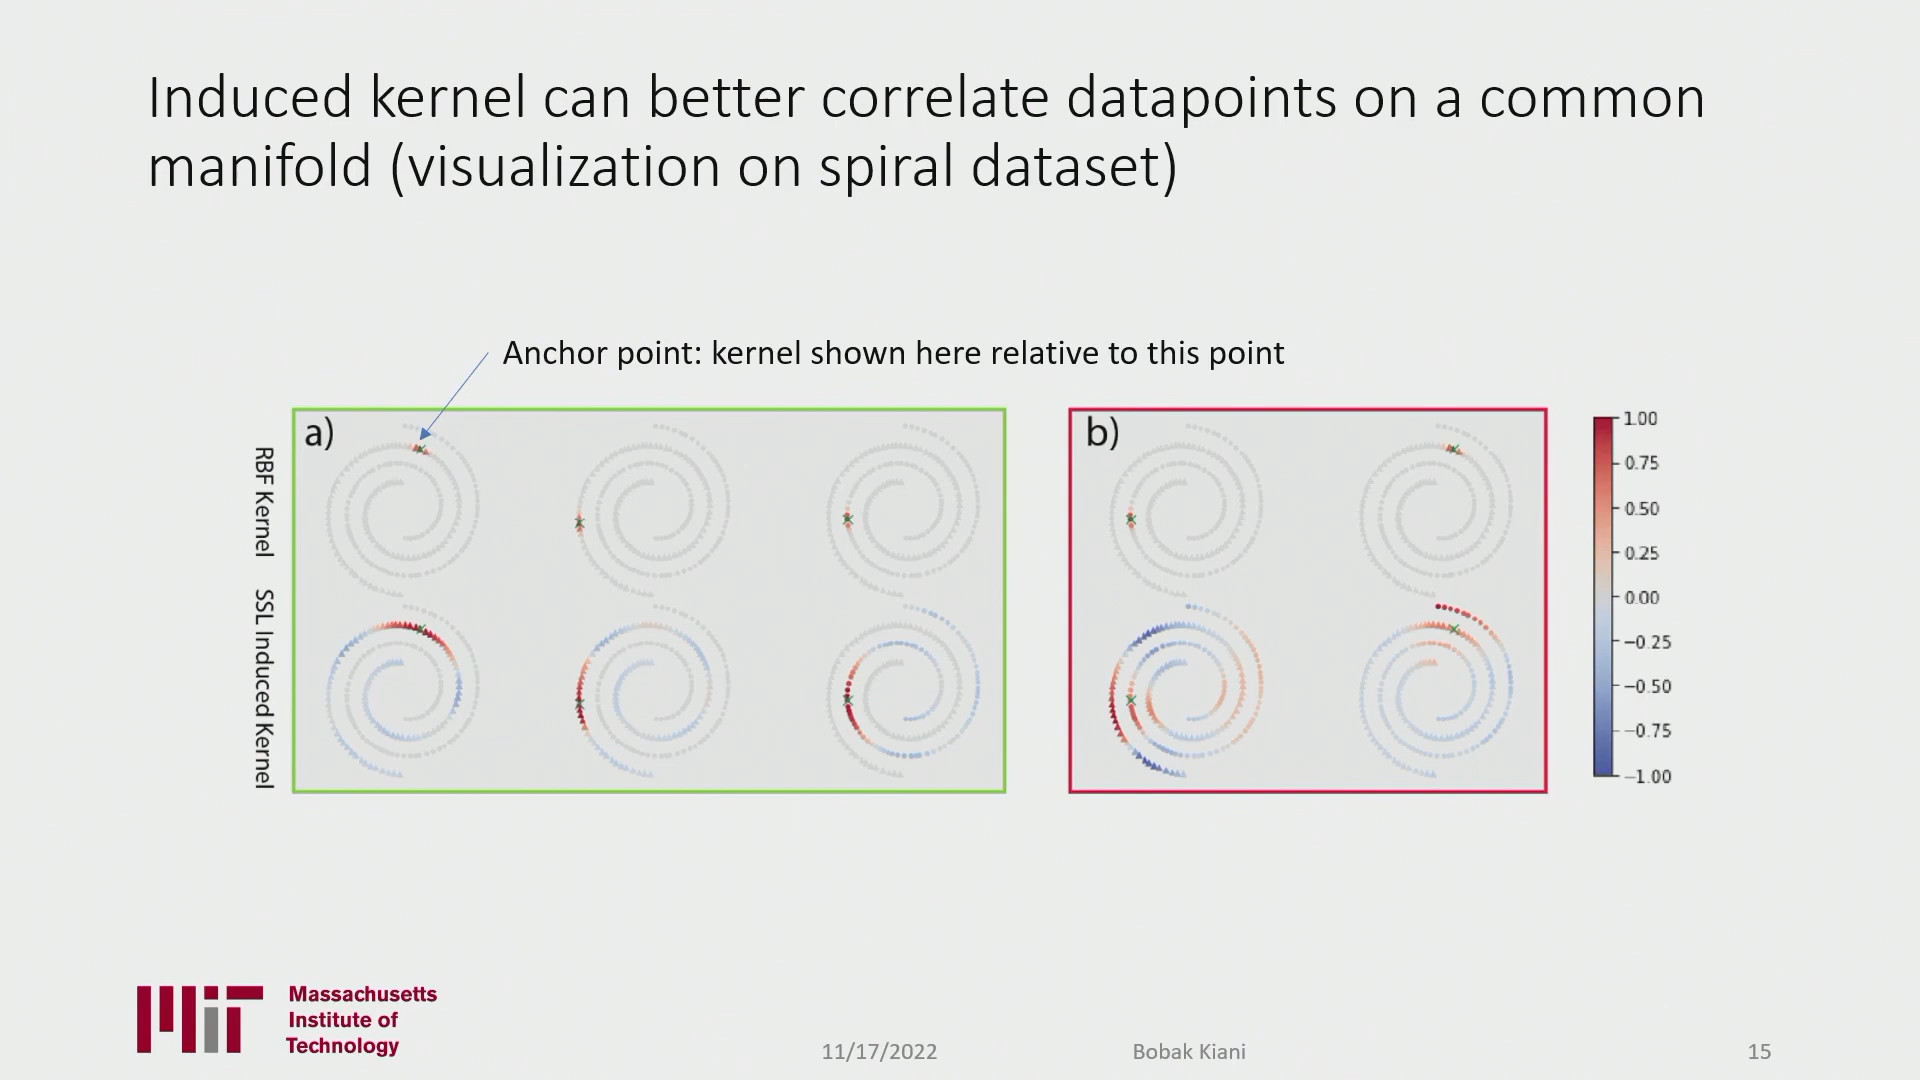 Induced kernel can better correlate datapoints on a common
manifold (visualization on spiral dataset)
Anchor point: kernel shown here relative to this point
a)
b)
RBF Kernel
SSL Induced Kernel
1.00
0.75
0.50
0.25
0.00
−0.25
−0.50
−0.75
−1.00
MIT
Massachusetts
Institute of
Technology
11/17/2022
Bobak Kiani
15